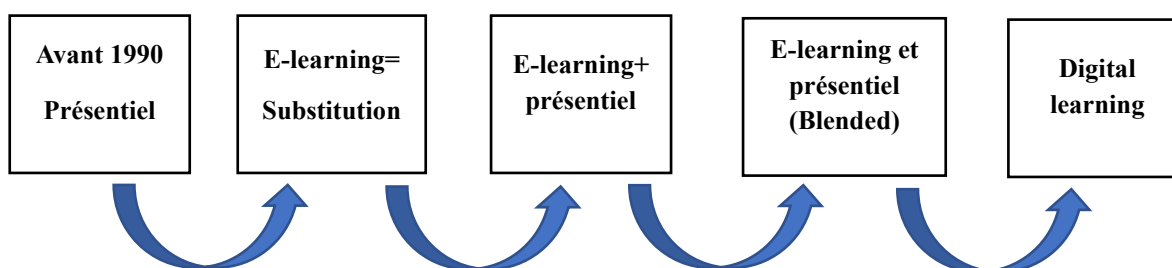 Avant 1990
Présentiel
E-learning=
Substitution
E-learning+
présentiel
E-learning et
présentiel
(Blended)
Digital
learning